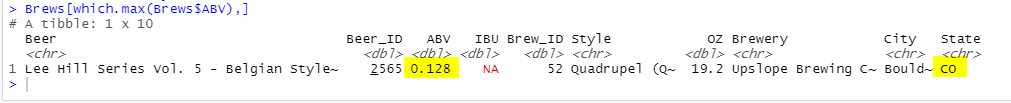 > Brews[which.max(Brews$ABV),]
# A tibble: 1 x 10
Beer Beer_ID ABV IBU Brew_ID Style OZ Brewery City State
<chr> <dbl> <dbl> <dbl> <dbl> <chr> <dbl> <chr> <chr> <chr>
1 Lee Hill Series Vol. 5 - Belgian Style~ 2565 0.128 NA 52 Quadrupel (Q~ 19.2 Upslope Brewing C~ Bould~ CO
>